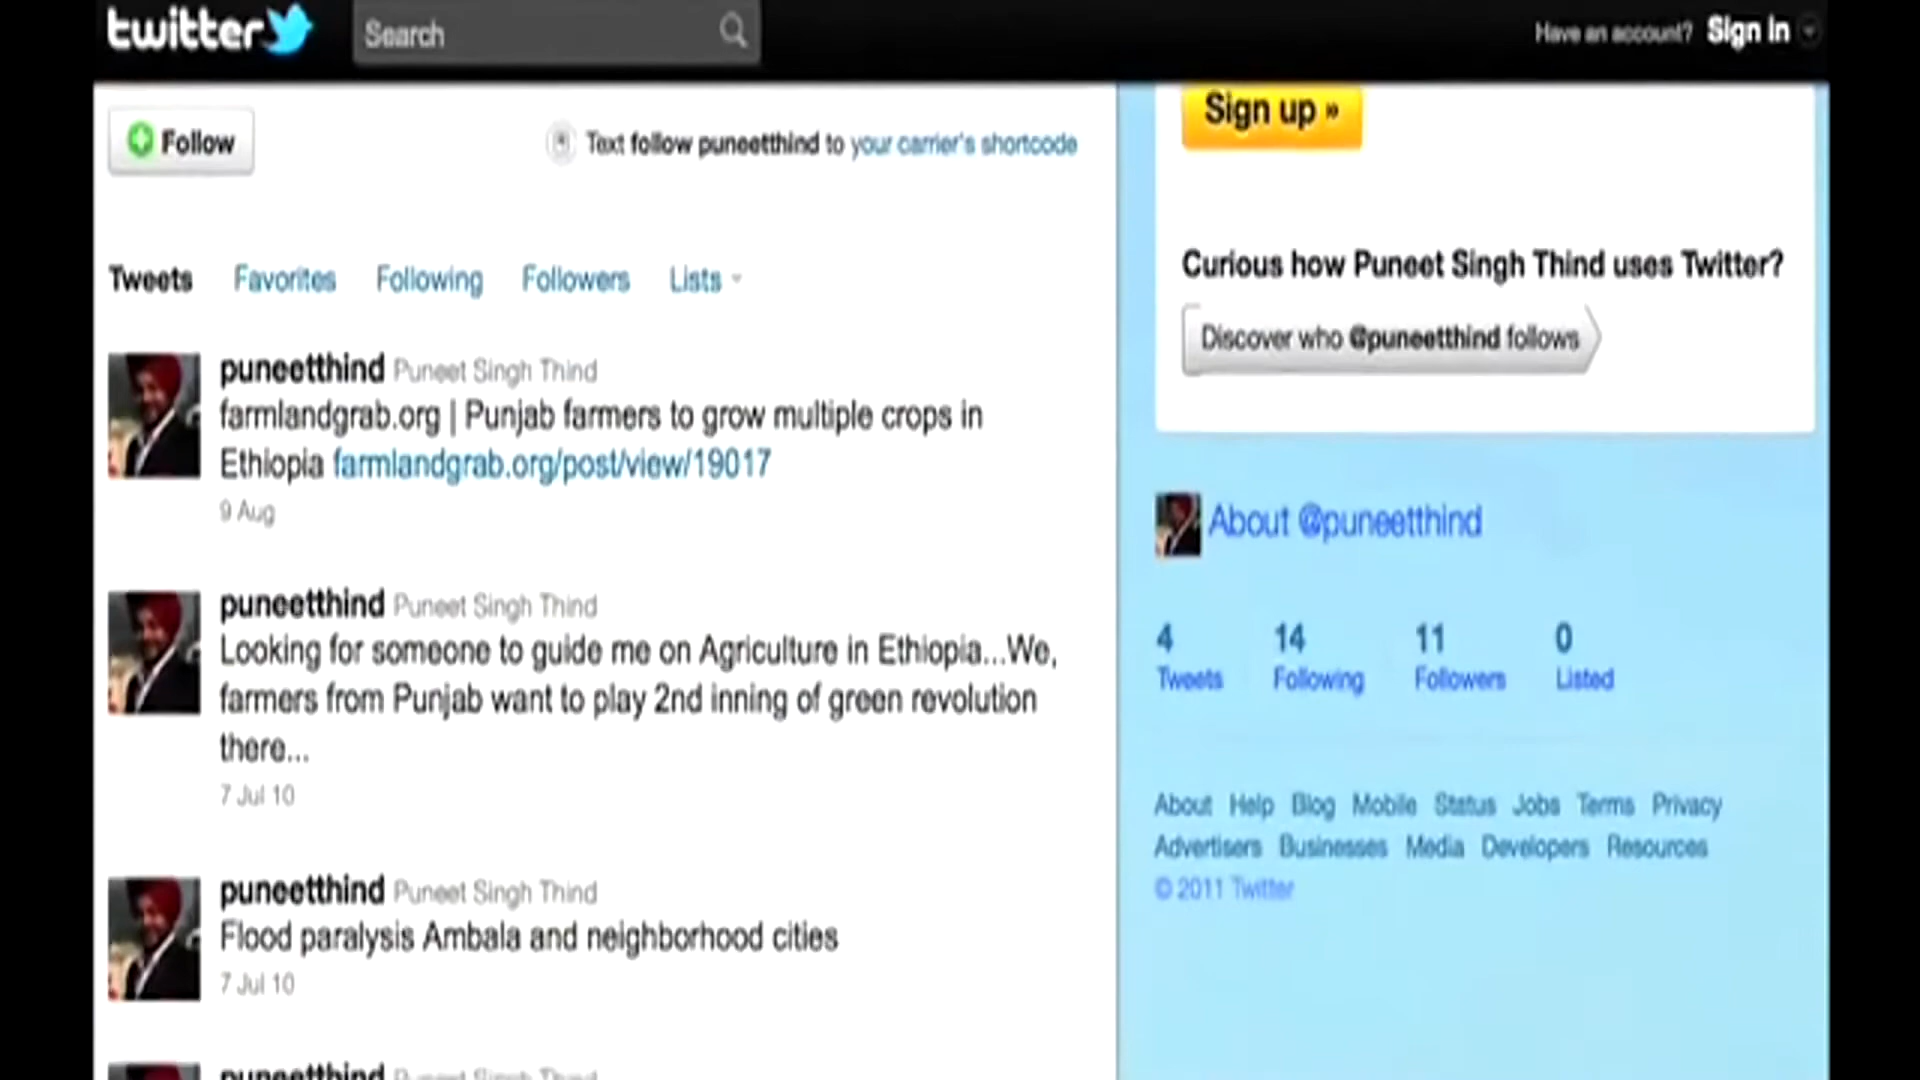 twitter
Search
Have an account? Sign in
Follow
Text follow puneetthind to your carrier's shortcode
Tweets Favorites Following Followers Lists
puneetthind Puneet Singh Thind
farmlandgrab.org | Punjab farmers to grow multiple crops in
Ethiopia farmlandgrab.org/post/view/19017
9 Aug
puneetthind Puneet Singh Thind
Looking for someone to guide me on Agriculture in Ethiopia...We,
farmers from Punjab want to play 2nd inning of green revolution
there...
7 Jul 10
puneetthind Puneet Singh Thind
Flood paralysis Ambala and neighborhood cities
7 Jul 10
puneetthind Puneet Singh Thind
Sign up »
Curious how Puneet Singh Thind uses Twitter?
Discover who @puneetthind follows
About @puneetthind
4 14 11 0
Tweets Following Followers Listed
About Help Blog Mobile Status Jobs Terms Privacy
Advertisers Businesses Media Developers Resources
© 2011 Twitter